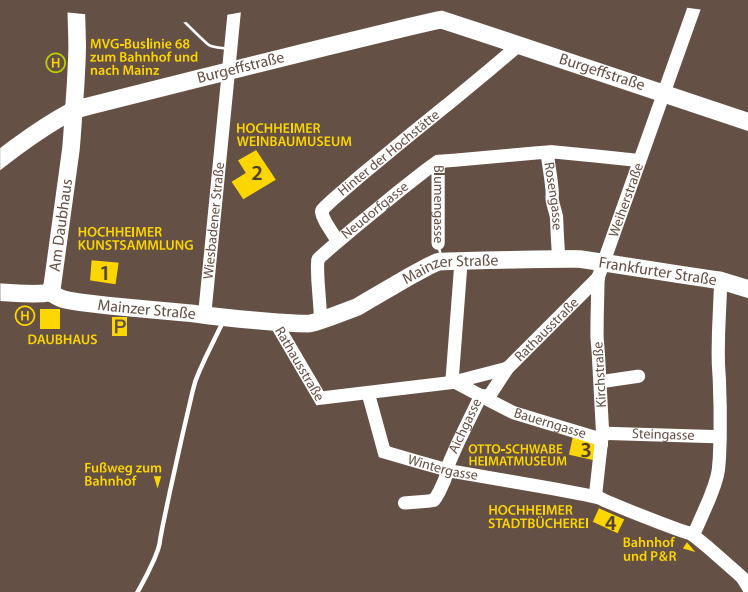 MVG-Buslinie 68
zum Bahnhof und
nach Mainz
H
Burgeffstraße
Burgeffstraße
HOCHHEIMER
WEINBAUMUSEUM
2
Hinter der Hochstätte
Neudorfgasse
Blumengasse
Rosengasse
Weiherstraße
Am Daubhaus
Wiesbadener Straße
HOCHHEIMER
KUNSTSAMMLUNG
1
Mainzer Straße
Frankfurter Straße
Mainzer Straße
H
P
DAUBHAUS
Rathausstraße
Rathausstraße
Kirchstraße
Aichgasse
Bauerngasse
Steingasse
OTTO-SCHWABE
HEIMATMUSEUM
3
Wintergasse
Fußweg zum
Bahnhof
HOCHHEIMER
STADTBÜCHEREI
4
Bahnhof
und P&R